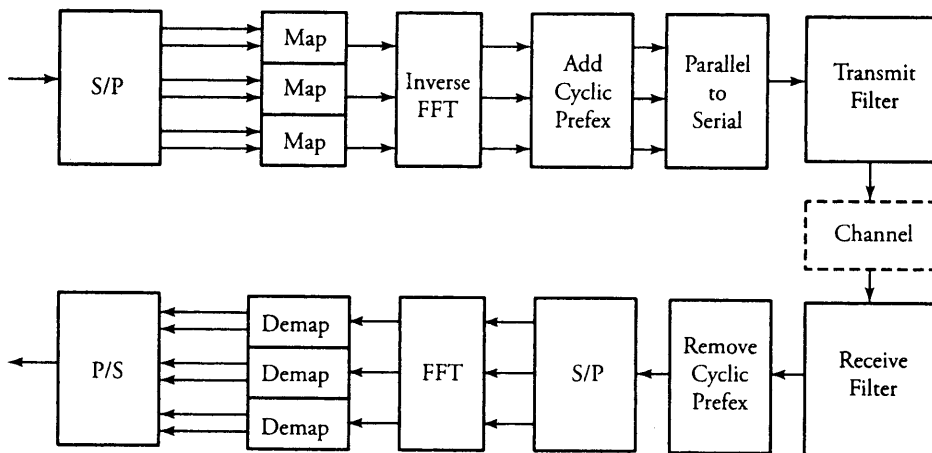 S/P
Map
Map
Map
Inverse
FFT
Add
Cyclic
Prefex
Parallel
to
Serial
Transmit
Filter
Channel
P/S
Demap
Demap
Demap
FFT
S/P
Remove
Cyclic
Prefex
Receive
Filter